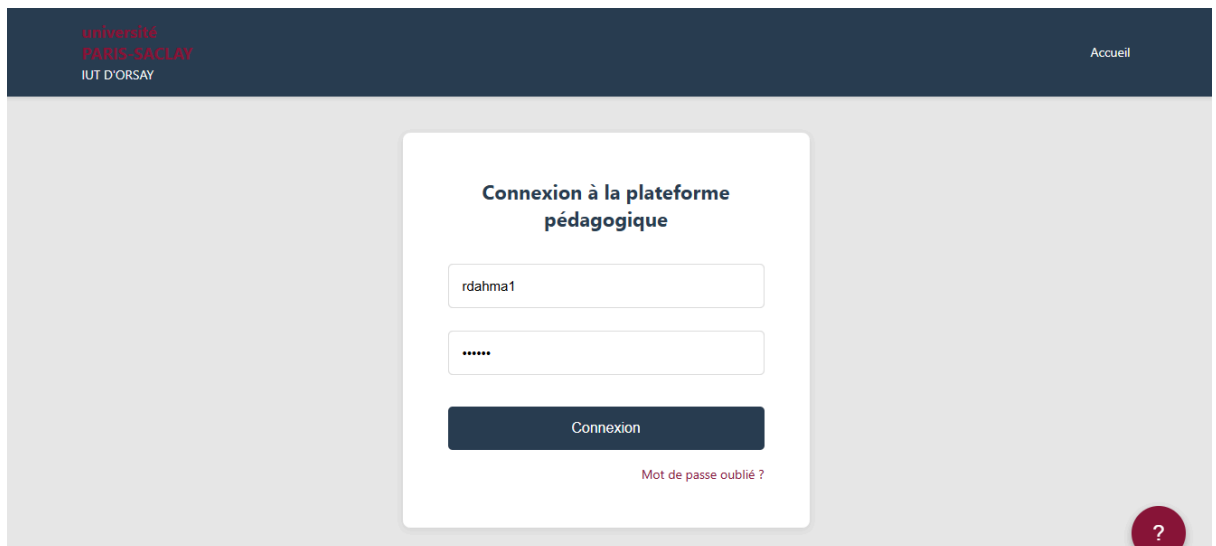 université
PARIS-SACLAY
IUT D'ORSAY
Accueil
Connexion à la plateforme
pédagogique
rdahma1
••••••
Connexion
Mot de passe oublié ?
?